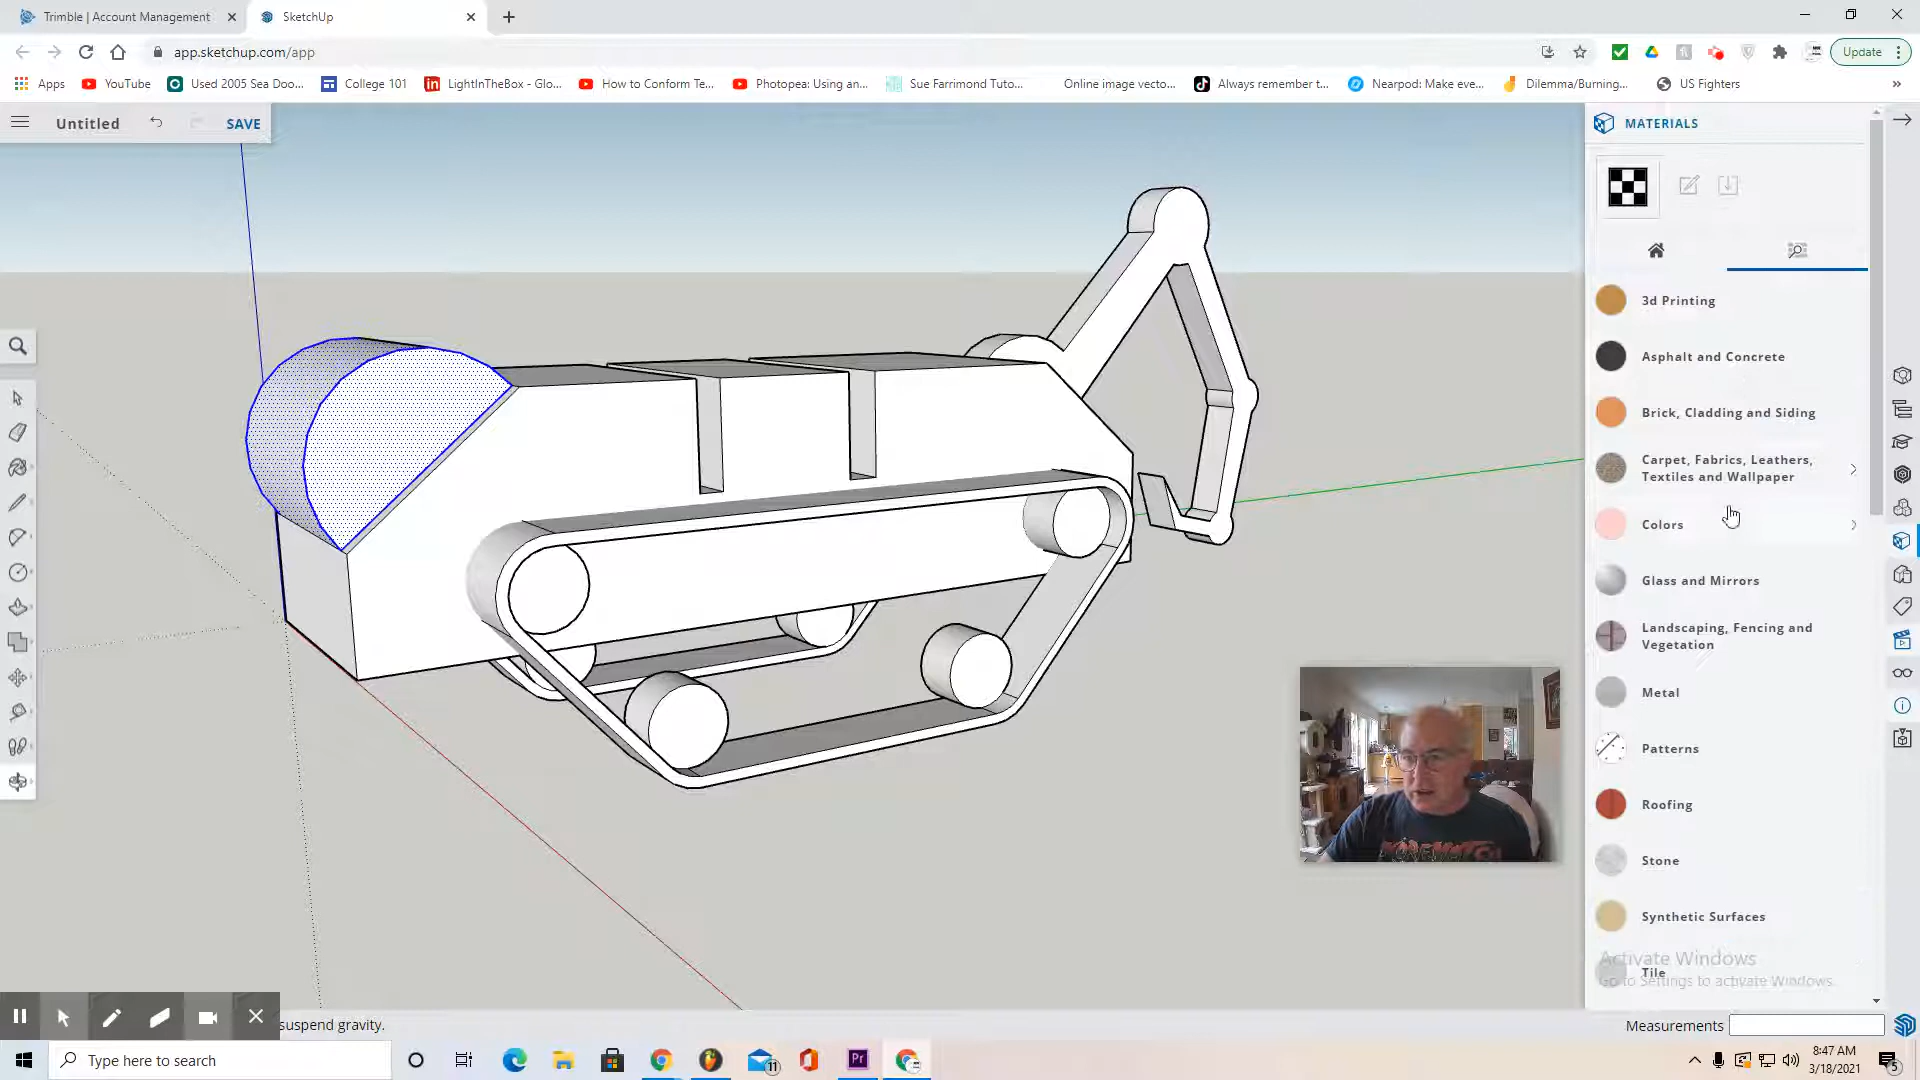 Trimble | Account Management
SketchUp
app.sketchup.com/app
Update
Apps
YouTube
Used 2005 Sea Doo...
College 101
LightInTheBox - Glo...
How to Conform Te...
Photopea: Using an...
Sue Farrimond Tuto...
Online image vecto...
Always remember t...
Nearpod: Make eve...
Dilemma/Burning...
US Fighters
Untitled
SAVE
MATERIALS
3d Printing
Asphalt and Concrete
Brick, Cladding and Siding
Carpet, Fabrics, Leathers,
Textiles and Wallpaper
Colors
Glass and Mirrors
Landscaping, Fencing and
Vegetation
Metal
Patterns
Roofing
Stone
Synthetic Surfaces
Activate Windows
Tile
Go to Settings to activate Windows.
suspend gravity.
Measurements
Type here to search
11
Pr
8:47 AM
3/18/2021
5